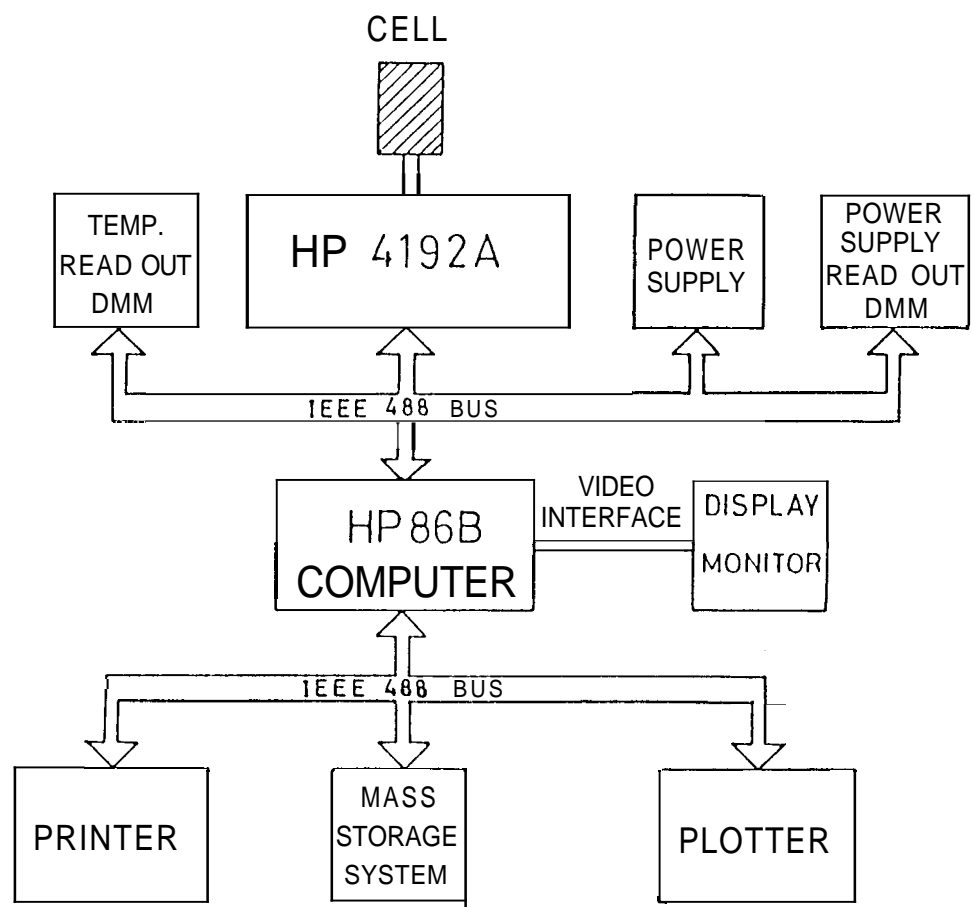 CELL
TEMP.
READ OUT
DMM
HP 4192A
POWER
SUPPLY
POWER
SUPPLY
READ OUT
DMM
IEEE 488 BUS
HP86B
COMPUTER
VIDEO
INTERFACE
DISPLAY
MONITOR
IEEE 488 BUS
PRINTER
MASS
STORAGE
SYSTEM
PLOTTER